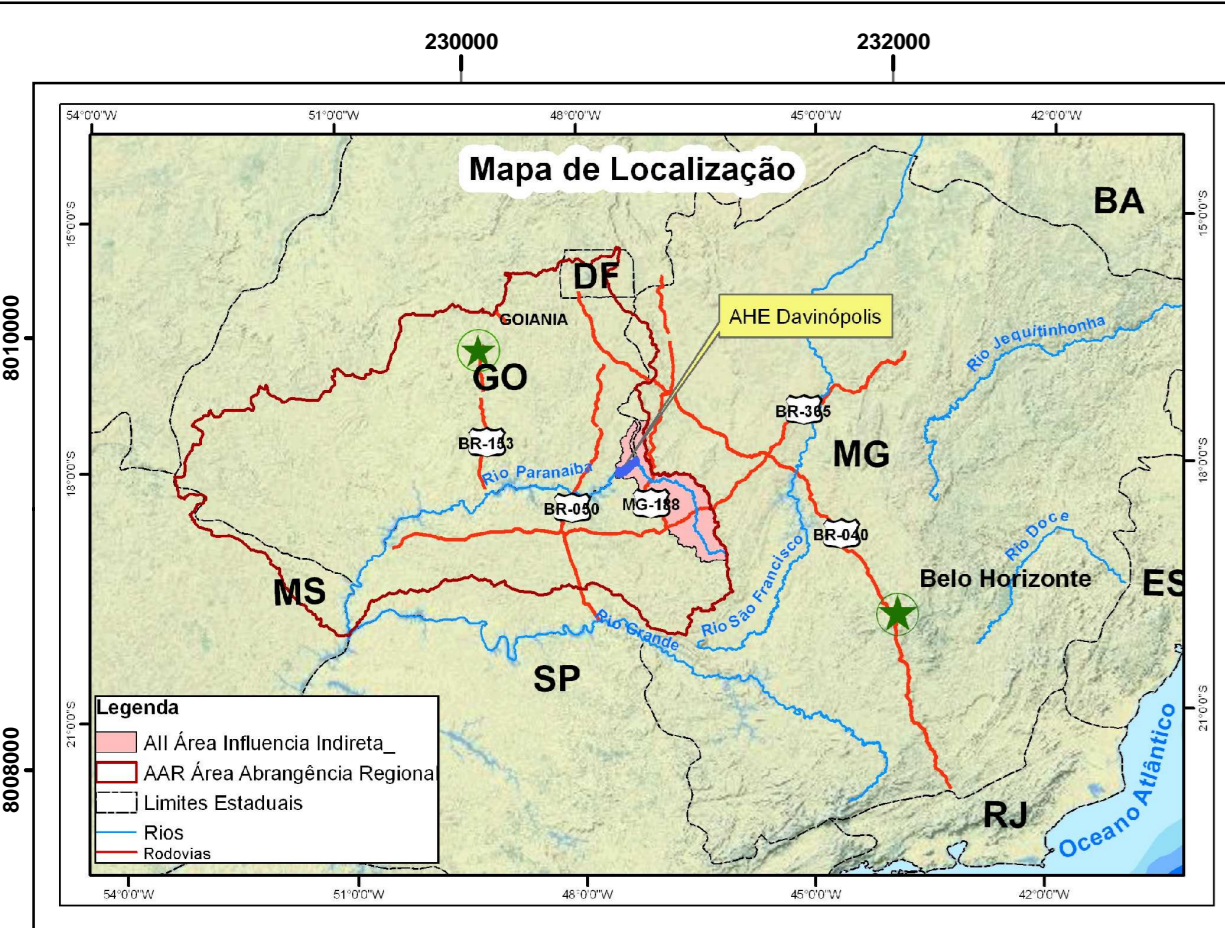 230000
232000
54°0'0"W
51°0'0"W
48°0'0"W
45°0'0"W
42°0'0"W
Mapa de Localização
BA
15°0'0"S
15°0'0"S
DF
8010000
GOIANIA
AHE Davinópolis
Rio Jequitinhonha
GO
BR-365
BR-153
MG
18°0'0"S
18°0'0"S
Rio Paranaiba
BR-050
MG-188
BR-040
Rio Doce
MS
Belo Horizonte
ES
Rio São Francisco
Rio Grande
SP
21°0'0"S
21°0'0"S
8008000
Legenda
AII Área Influencia Indireta_
AAR Área Abrangência Regional
Limites Estaduais
Rios
Rodovias
RJ
Oceano Atlântico
54°0'0"W
51°0'0"W
48°0'0"W
45°0'0"W
42°0'0"W